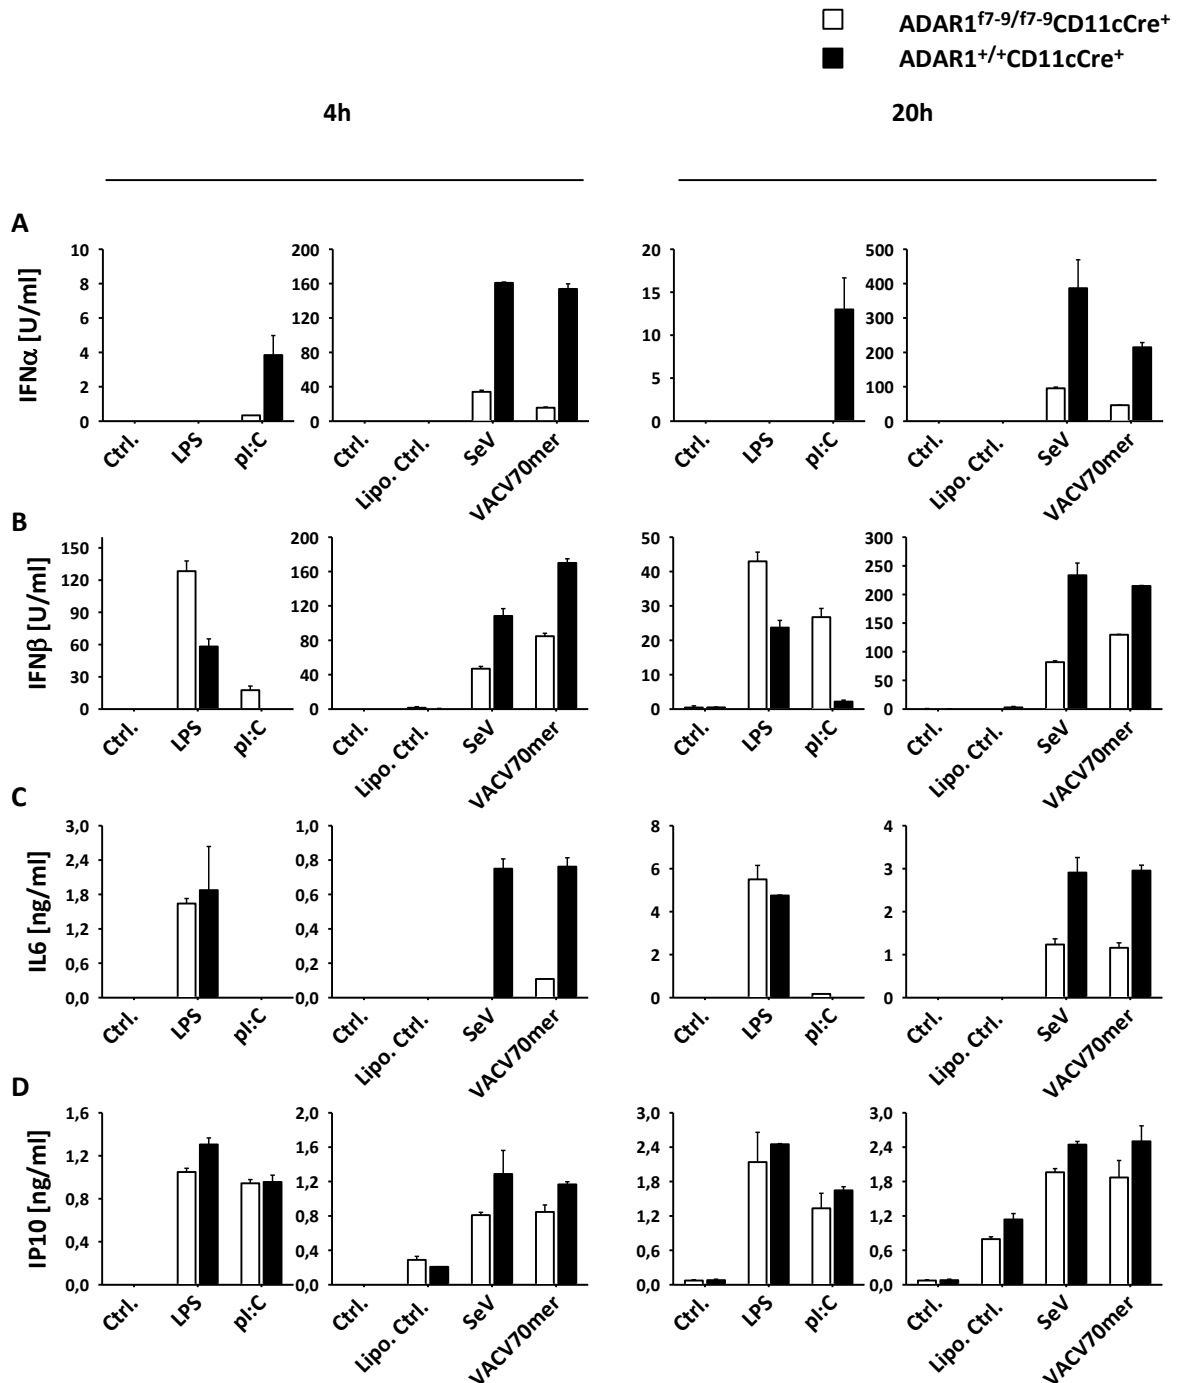 ADAR1f7-9/f7-9CD11cCre+
ADAR1+/+CD11cCre+
4h 20h
A
IFNα [U/ml]
10 8 6 4 2 0
Ctrl. LPS pI:C
200 160 120 80 40 0
Ctrl. Lipo. Ctrl. SeV VACV70mer
20 15 10 5 0
Ctrl. LPS pI:C
500 400 300 200 100 0
Ctrl. Lipo. Ctrl. SeV VACV70mer
B
IFNβ [U/ml]
150 120 90 60 30 0
Ctrl. LPS pI:C
200 160 120 80 40 0
Ctrl. Lipo. Ctrl. SeV VACV70mer
50 40 30 20 10 0
Ctrl. LPS pI:C
300 250 200 150 100 50 0
Ctrl. Lipo. Ctrl. SeV VACV70mer
C
IL6 [ng/ml]
3,0 2,4 1,8 1,2 0,6 0,0
Ctrl. LPS pI:C
1,0 0,8 0,6 0,4 0,2 0,0
Ctrl. Lipo. Ctrl. SeV VACV70mer
8 6 4 2 0
Ctrl. LPS pI:C
4 3 2 1 0
Ctrl. Lipo. Ctrl. SeV VACV70mer
D
IP10 [ng/ml]
1,6 1,2 0,8 0,4 0,0
Ctrl. LPS pI:C
2,0 1,6 1,2 0,8 0,4 0,0
Ctrl. Lipo. Ctrl. SeV VACV70mer
3,0 2,4 1,8 1,2 0,6 0,0
Ctrl. LPS pI:C
3,0 2,4 1,8 1,2 0,6 0,0
Ctrl. Lipo. Ctrl. SeV VACV70mer